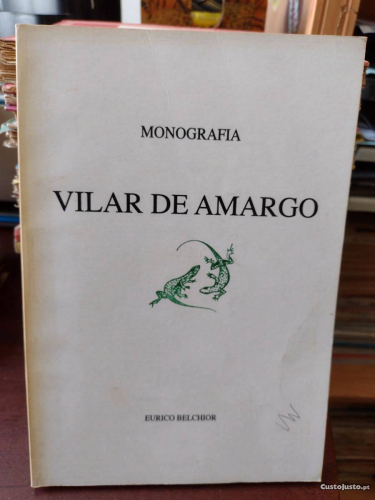 MONOGRAFIA
VILAR DE AMARGO
EURICO BELCHIOR
CustoJusto.pt